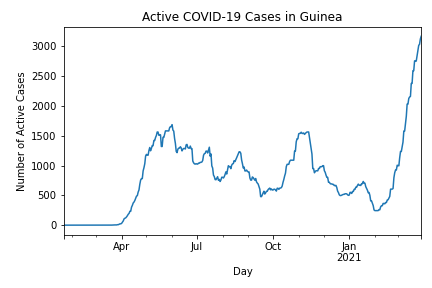 Active COVID-19 Cases in Guinea
Number of Active Cases
3000
2500
2000
1500
1000
500
0
Apr
Jul
Oct
Jan
2021
Day